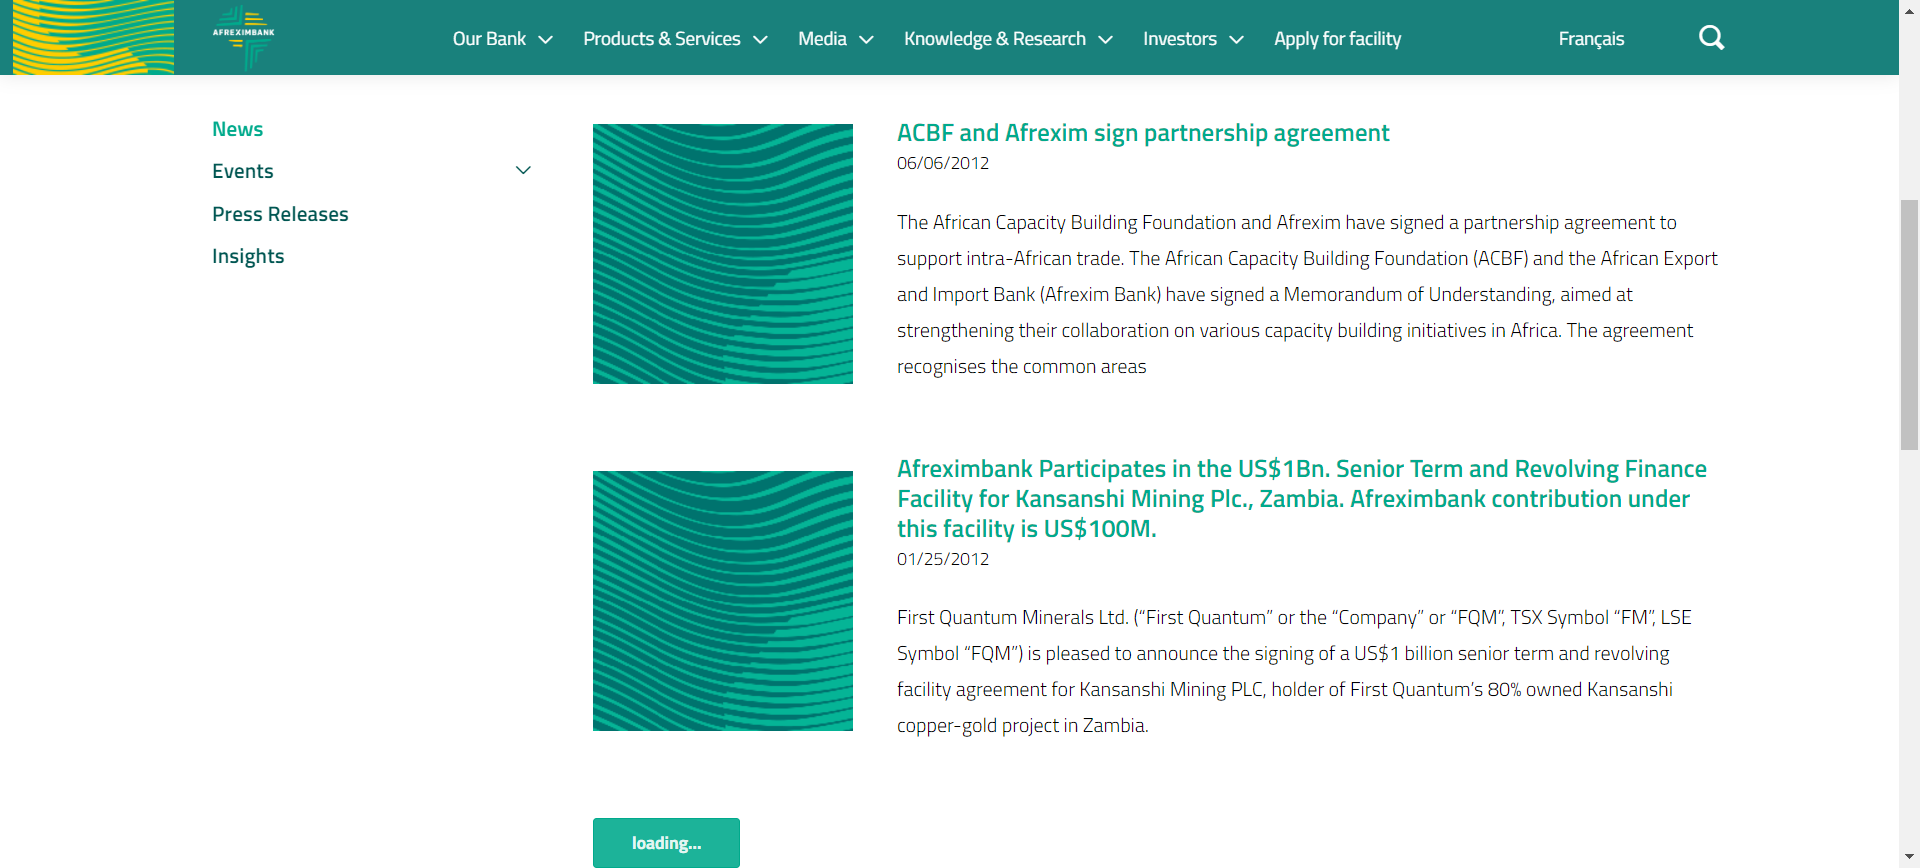 AFREXIMBANK
Our Bank
Products & Services
Media
Knowledge & Research
Investors
Apply for facility
Français
News
Events
Press Releases
Insights
ACBF and Afrexim sign partnership agreement
06/06/2012
The African Capacity Building Foundation and Afrexim have signed a partnership agreement to
support intra-African trade. The African Capacity Building Foundation (ACBF) and the African Export
and Import Bank (Afrexim Bank) have signed a Memorandum of Understanding, aimed at
strengthening their collaboration on various capacity building initiatives in Africa. The agreement
recognises the common areas
Afreximbank Participates in the US$1Bn. Senior Term and Revolving Finance
Facility for Kansanshi Mining Plc., Zambia. Afreximbank contribution under
this facility is US$100M.
01/25/2012
First Quantum Minerals Ltd. (“First Quantum” or the “Company” or “FQM”, TSX Symbol “FM”, LSE
Symbol “FQM”) is pleased to announce the signing of a US$1 billion senior term and revolving
facility agreement for Kansanshi Mining PLC, holder of First Quantum’s 80% owned Kansanshi
copper-gold project in Zambia.
loading...